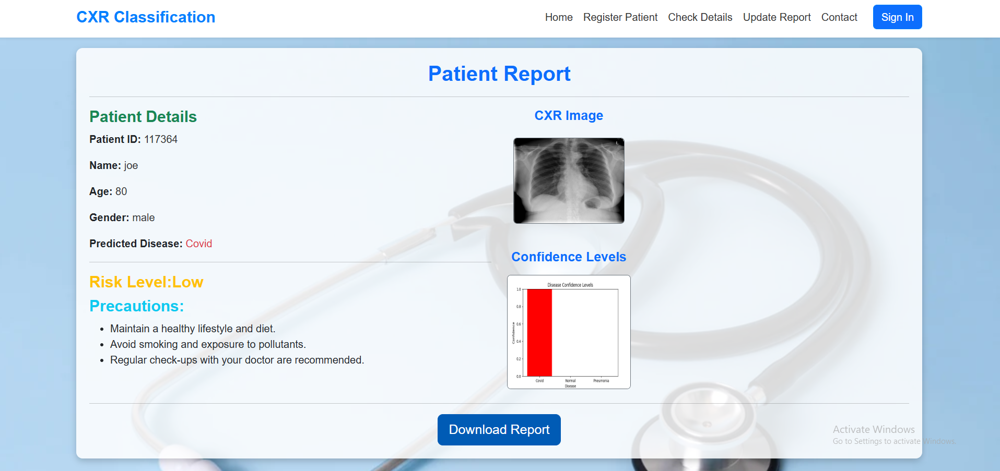 CXR Classification
Home Register Patient Check Details Update Report Contact Sign In
Patient Report
Patient Details
Patient ID: 117364
Name: joe
Age: 80
Gender: male
Predicted Disease: Covid
Risk Level:Low
Precautions:
Maintain a healthy lifestyle and diet.
Avoid smoking and exposure to pollutants.
Regular check-ups with your doctor are recommended.
CXR Image
L
Confidence Levels
Disease Confidence Levels
1.0
0.8
0.6
0.4
0.2
0.0
Confidence
Covid Normal Pneumonia
Disease
Download Report
Activate Windows
Go to Settings to activate Windows.